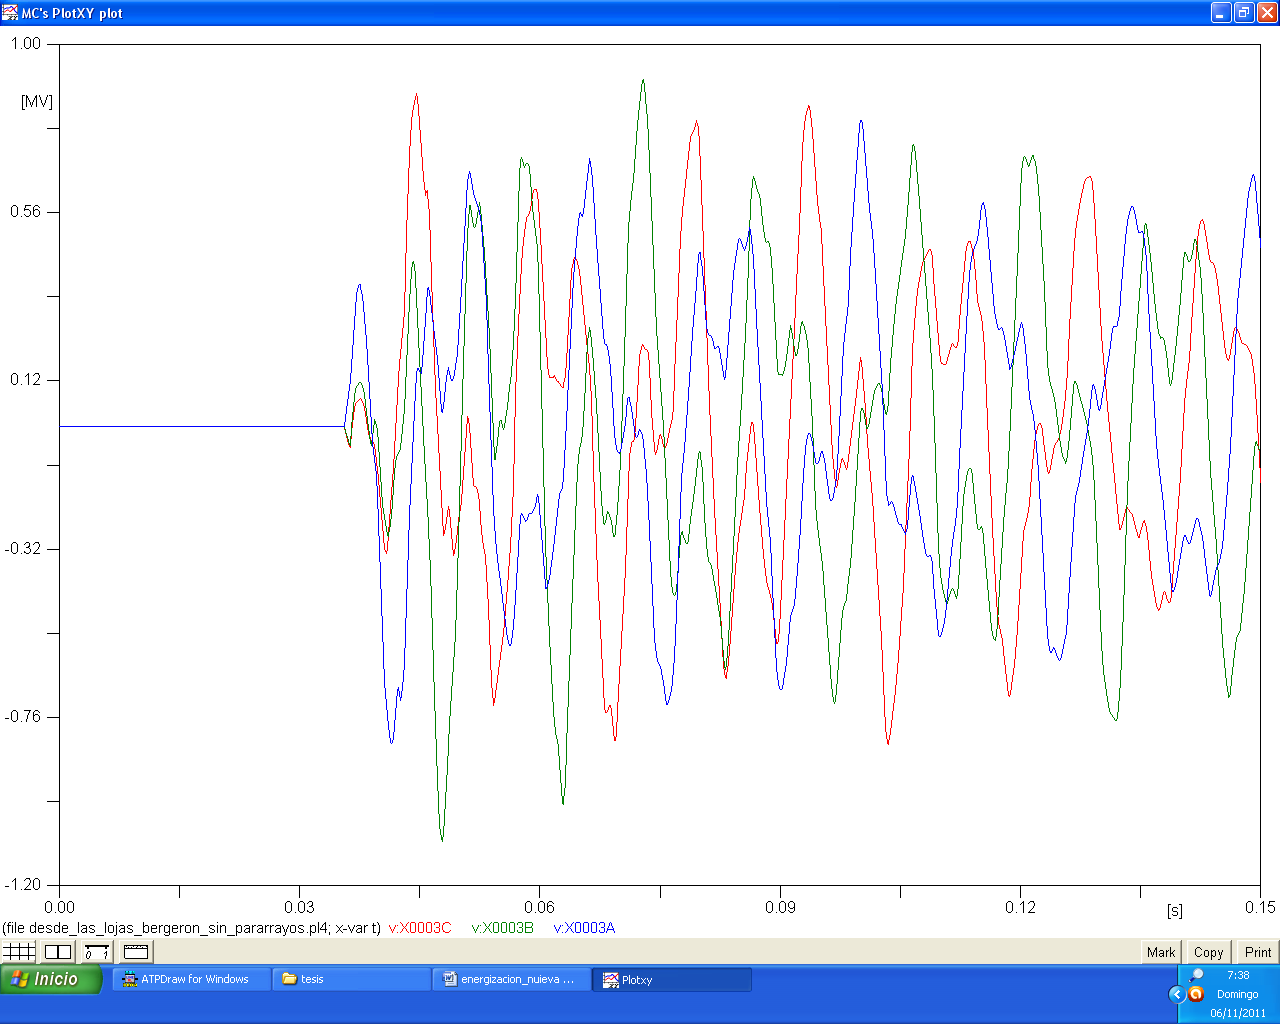 MC's PlotXY plot
1.00
[MV]
0.56
0.12
-0.32
-0.76
-1.20
0.00 0.03 0.06 0.09 0.12 [s] 0.15
(file desde_las_lojas_bergeron_sin_pararrayos.pl4; x-var t) v:X0003C v:X0003B v:X0003A
0 1
Mark Copy Print
Inicio ATPDraw for Windows tesis energizacion_nuieva ... Plotxy
7:38
Domingo
06/11/2011